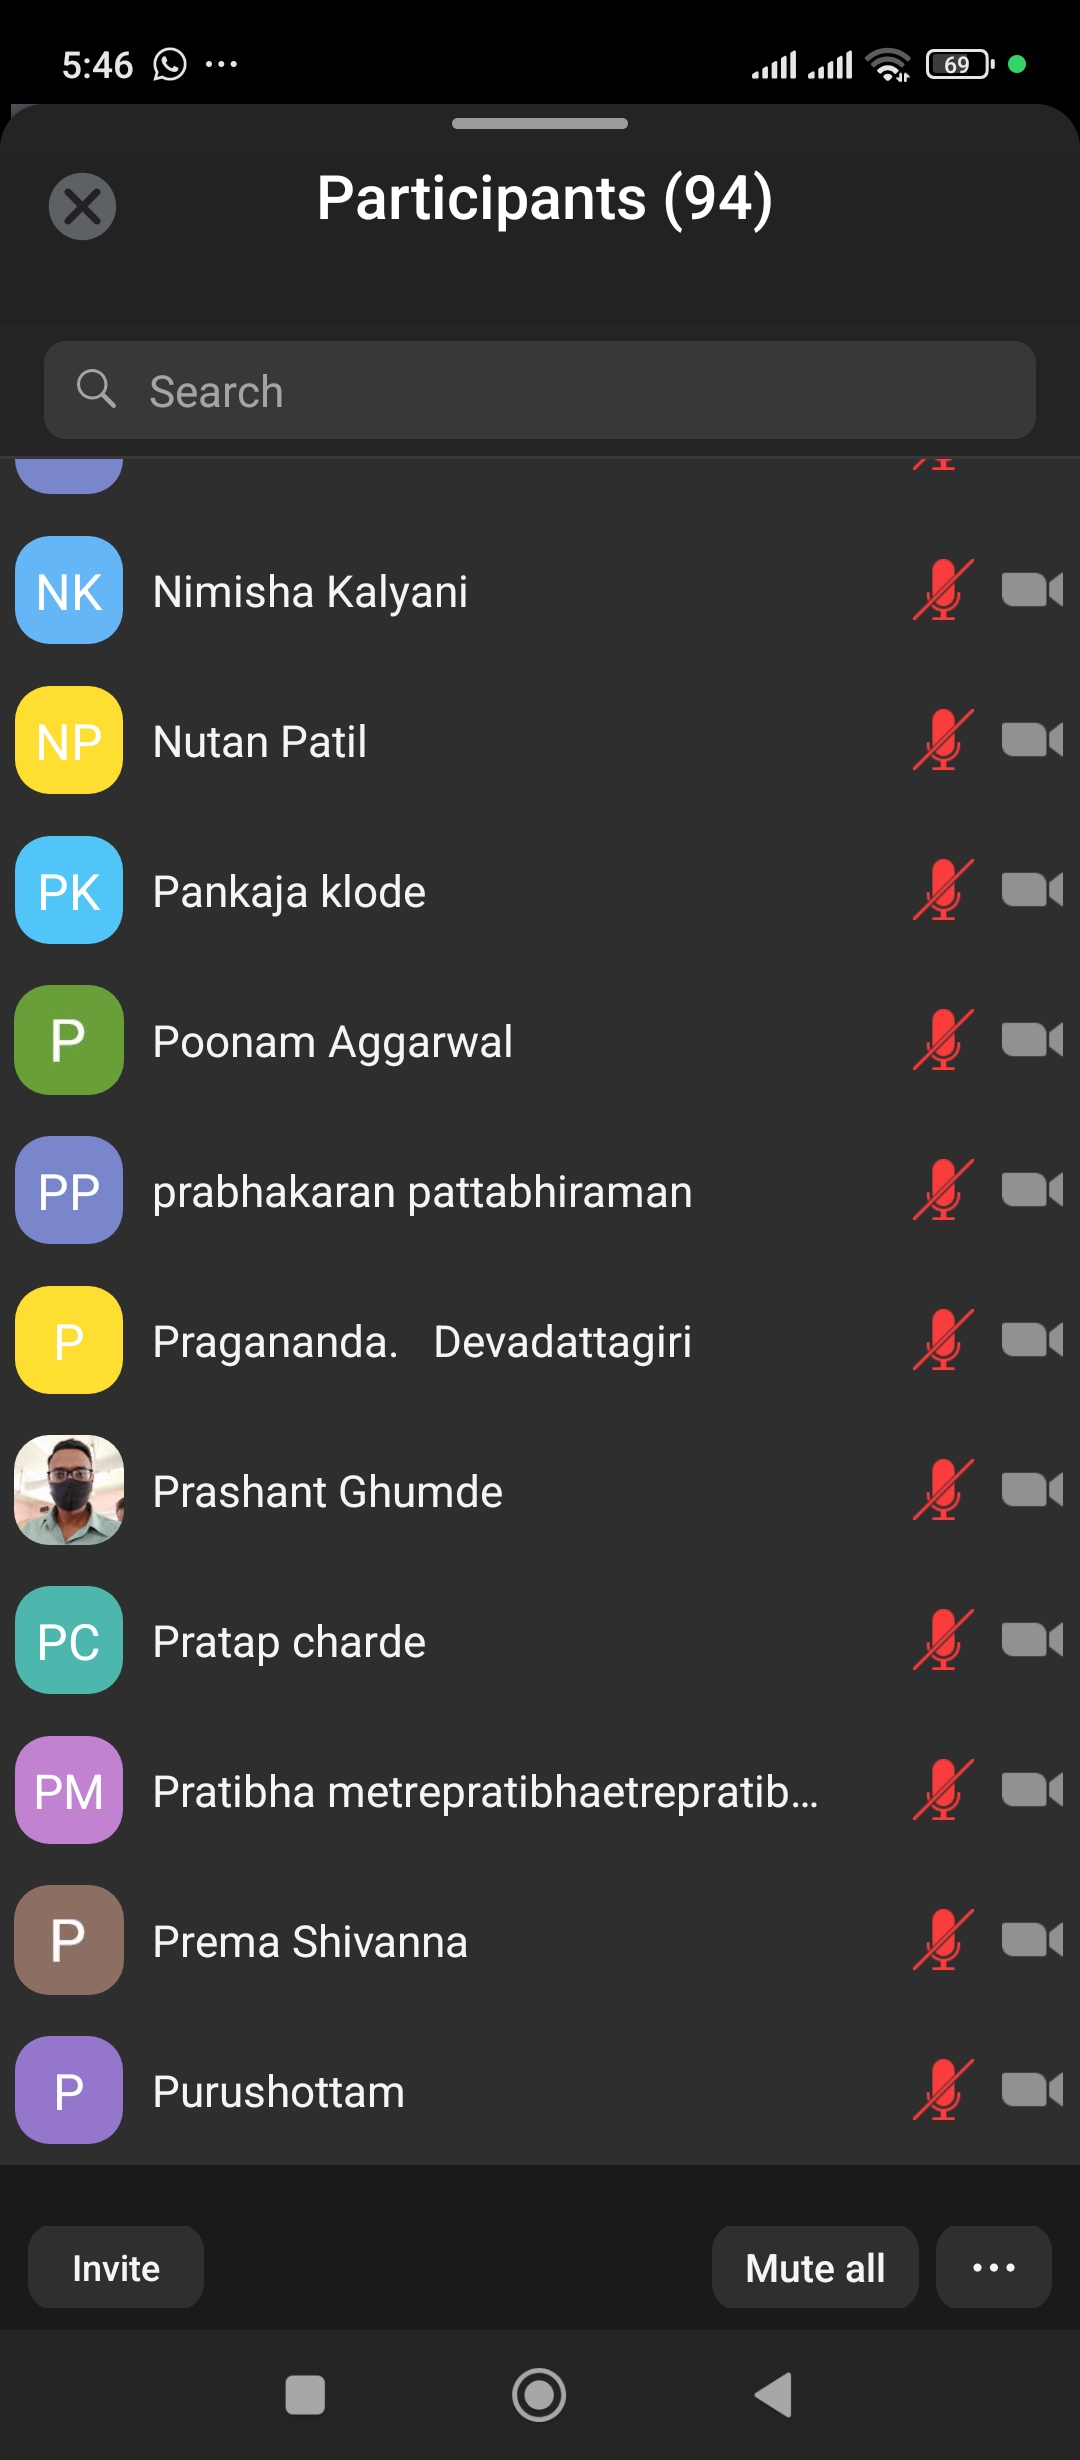 5:46
69
Participants (94)
Search
NK Nimisha Kalyani
NP Nutan Patil
PK Pankaja klode
P Poonam Aggarwal
PP prabhakaran pattabhiraman
P Pragananda.   Devadattagiri
Prashant Ghumde
PC Pratap charde
PM Pratibha metrepratibhaetrepratib...
P Prema Shivanna
P Purushottam
Invite
Mute all